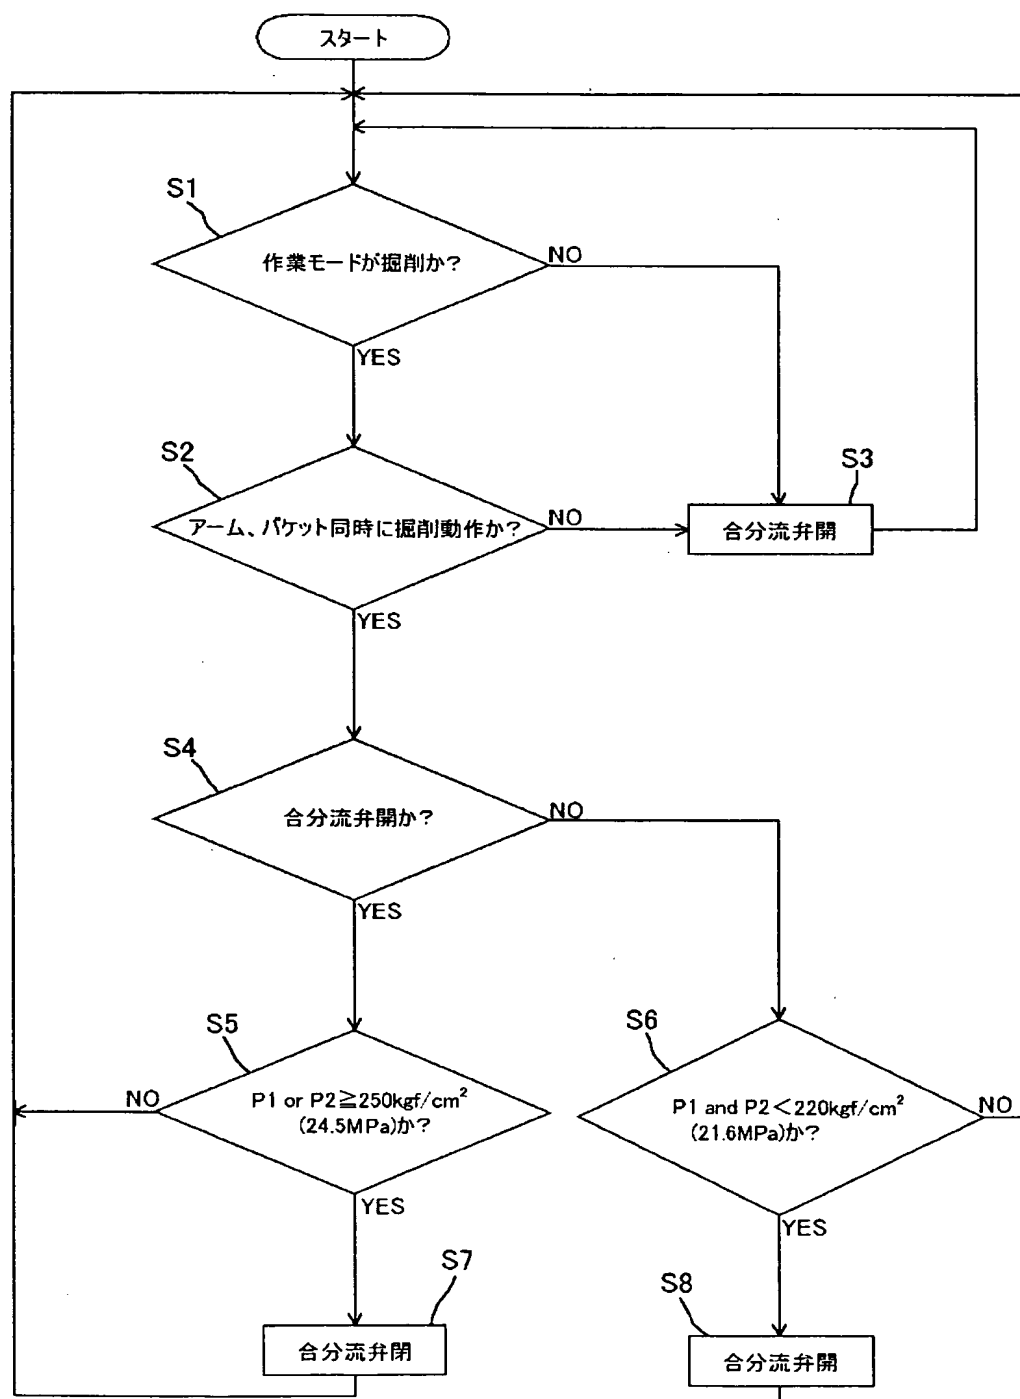 スタート
S1
作業モードが掘削か?
NO
YES
S2
アーム、バケット同時に掘削動作か?
NO
YES
S3
合分流弁開
S4
合分流弁開か?
NO
YES
S5
P1 or P2≧250kgf/cm²
(24.5MPa)か?
NO
YES
S6
P1 and P2<220kgf/cm²
(21.6MPa)か?
NO
YES
S7
合分流弁閉
S8
合分流弁開